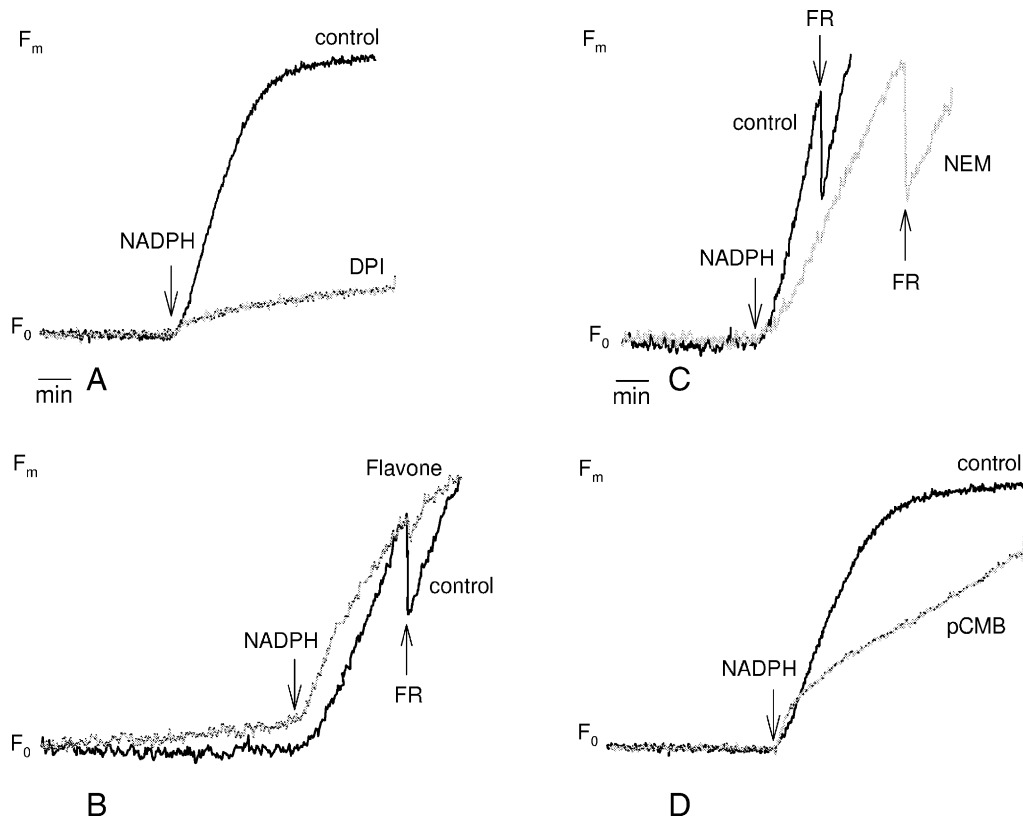 Fm
control
NADPH
DPI
F0
min
A
FR
Fm
control
NEM
NADPH
FR
F0
min
C
Fm
Flavone
control
NADPH
FR
F0
B
Fm
control
pCMB
NADPH
F0
D